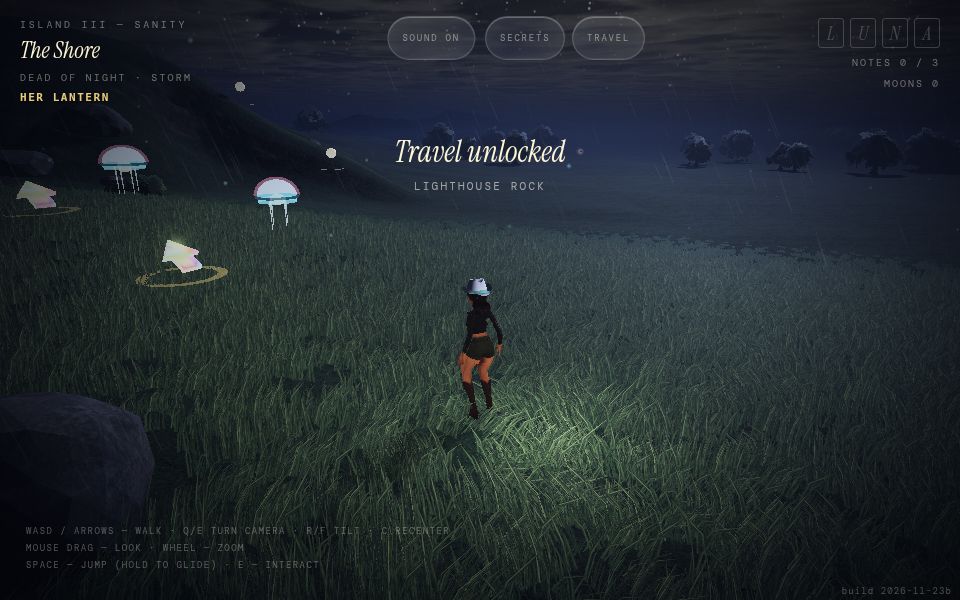 ISLAND III — SANITY
The Shore
DEAD OF NIGHT · STORM
HER LANTERN
SOUND ON
SECRETS
TRAVEL
L U N A
NOTES 0 / 3
MOONS 0
Travel unlocked
LIGHTHOUSE ROCK
WASD / ARROWS — WALK · Q/E TURN CAMERA · R/F TILT · C RECENTER
MOUSE DRAG — LOOK · WHEEL — ZOOM
SPACE — JUMP (HOLD TO GLIDE) · E — INTERACT
build 2026-11-23b